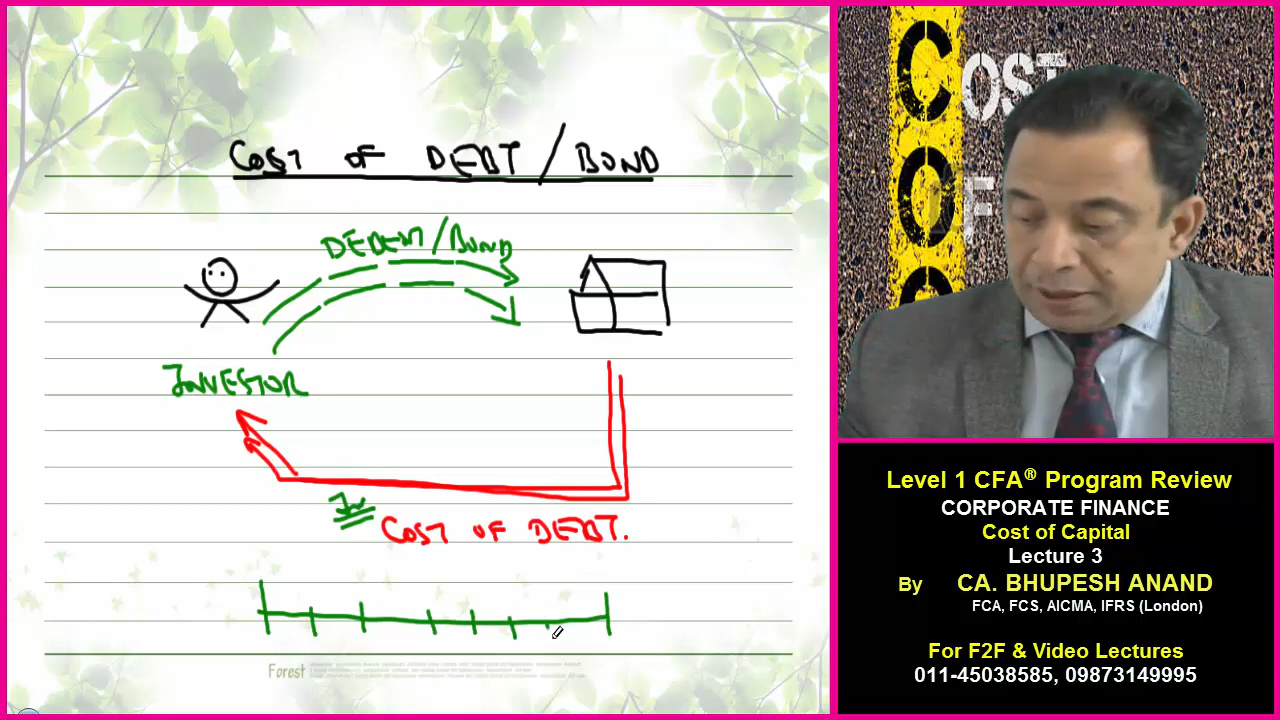 COST OF DEBT / BOND
DEBENT/BOND
INVESTOR
COST OF DEBT.
Forest
COST
OF
C
O
C
Level 1 CFA® Program Review
CORPORATE FINANCE
Cost of Capital
Lecture 3
By CA. BHUPESH ANAND
FCA, FCS, AICMA, IFRS (London)
For F2F & Video Lectures
011-45038585, 09873149995